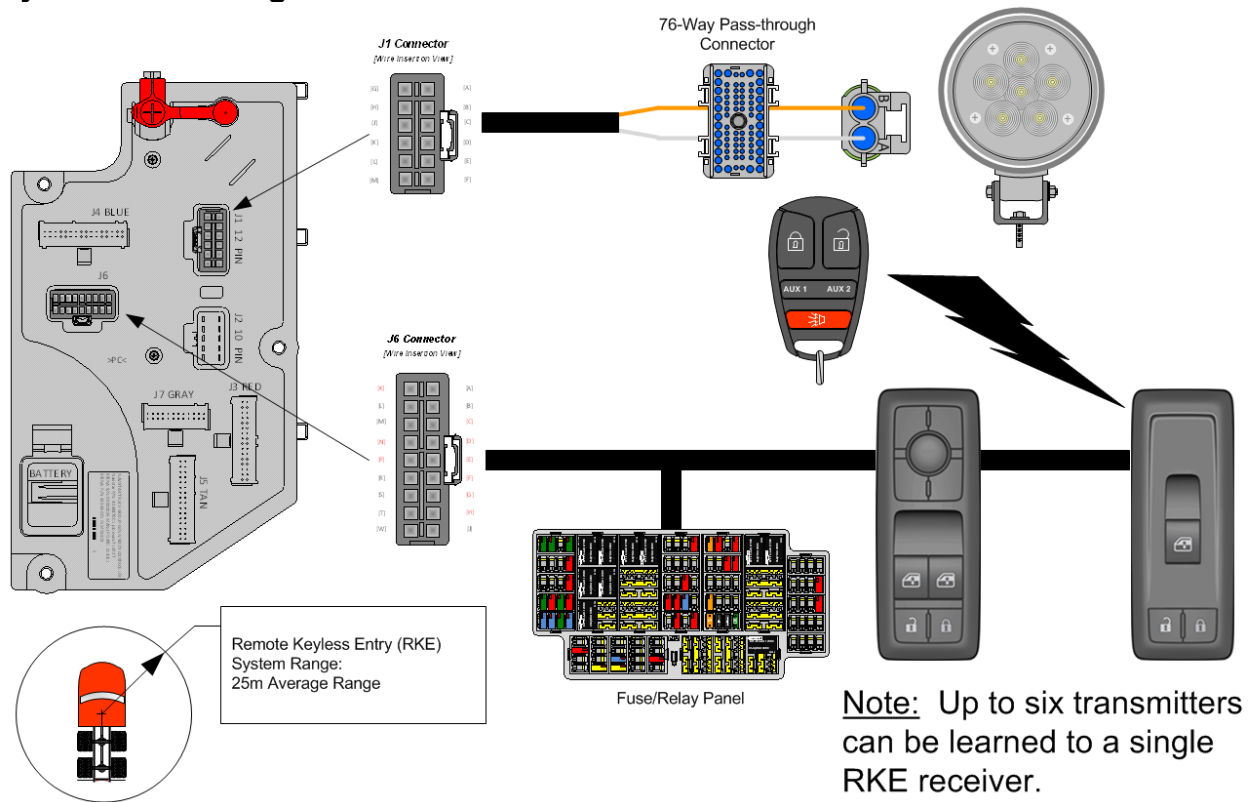 76-Way Pass-through
Connector
J1 Connector
[Wire Insertion View]
[G]
[A]
[H]
[B]
[J]
[C]
[K]
[D]
[L]
[E]
[M]
[F]
B
A
J4 BLUE
J1 12 PIN
J6
J2 10 PIN
>PC<
J7 GRAY
J3 RED
J5 TAN
BATTERY
AUX 1
AUX 2
J6 Connector
[Wire Insertion View]
[K]
[A]
[L]
[B]
[M]
[C]
[N]
[D]
[P]
[E]
[R]
[F]
[S]
[G]
[T]
[H]
[W]
[J]
Remote Keyless Entry (RKE)
System Range:
25m Average Range
Fuse/Relay Panel
Note: Up to six transmitters
can be learned to a single
RKE receiver.